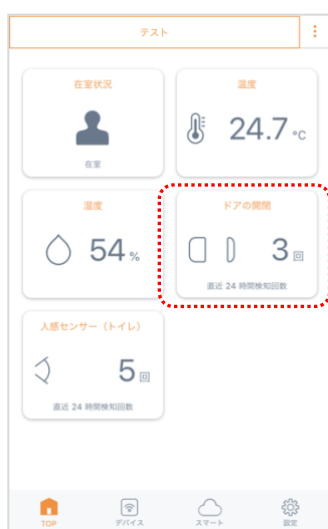 テスト
在室状況
在室
温度
24.7 ℃
湿度
54 %
ドアの開閉
3 回
直近 24 時間検知回数
人感センサー（トイレ）
5 回
直近 24 時間検知回数
TOP
デバイス
スマート
設定